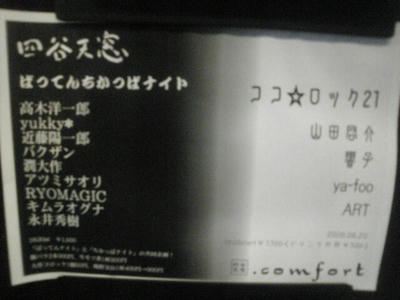 四谷天窓
ばってんちかっぱナイト
高木洋一郎
yukky*
近藤陽一郎
バクザン
潤大作
アツミサオリ
RYOMAGIC
キムラオグナ
永井秀樹
ココ☆ロック21
山田啓介
響子
ya-foo
ART
.comfort